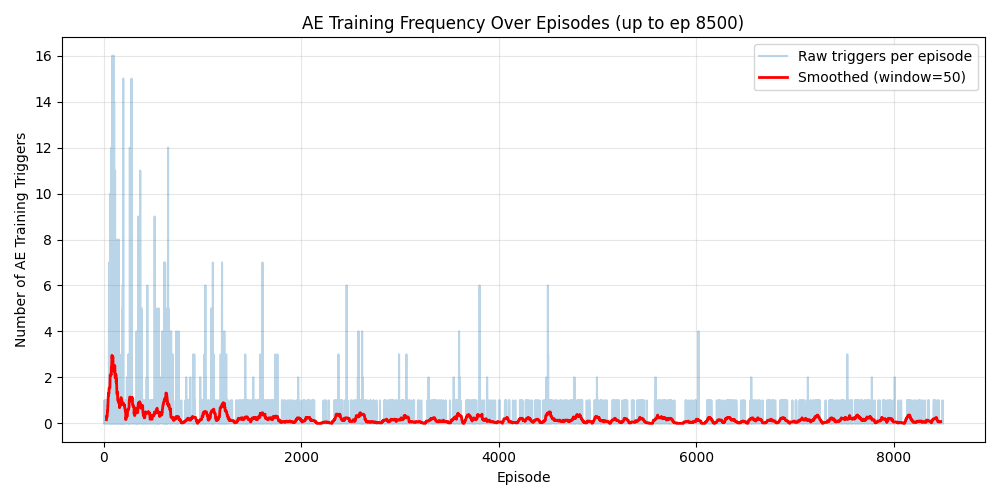 AE Training Frequency Over Episodes (up to ep 8500)
Raw triggers per episode
Smoothed (window=50)
Number of AE Training Triggers
16
14
12
10
8
6
4
2
0
0 2000 4000 6000 8000
Episode